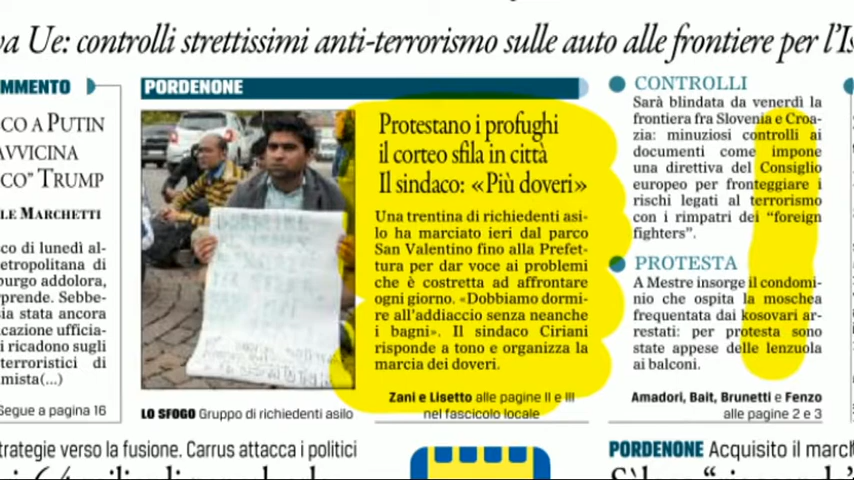 va Ue: controlli strettissimi anti-terrorismo sulle auto alle frontiere per l'Is
MMENTO
CO A PUTIN
AVVICINA
CO" TRUMP
LE MARCHETTI
co di lunedì al-
etropolitana di
burgo addolora,
rprende. Sebbe-
sia stata ancora
cazione ufficia-
i ricadono sugli
terroristici di
mista(...)
Segue a pagina 16
PORDENONE
LO SFOGO Gruppo di richiedenti asilo
Protestano i profughi
il corteo sfila in città
Il sindaco: «Più doveri»
Una trentina di richiedenti asi-
lo ha marciato ieri dal parco
San Valentino fino alla Prefet-
tura per dar voce ai problemi
che è costretta ad affrontare
ogni giorno. «Dobbiamo dormi-
re all'addiaccio senza neanche
i bagni». Il sindaco Ciriani
risponde a tono e organizza la
marcia dei doveri.
Zani e Lisetto alle pagine II e III
nel fascicolo locale
CONTROLLI
Sarà blindata da venerdì la
frontiera fra Slovenia e Croa-
zia: minuziosi controlli ai
documenti come impone
una direttiva del Consiglio
europeo per fronteggiare i
rischi legati al terrorismo
con i rimpatri dei "foreign
fighters".
PROTESTA
A Mestre insorge il condomi-
nio che ospita la moschea
frequentata dai kosovari ar-
restati: per protesta sono
state appese delle lenzuola
ai balconi.
Amadori, Bait, Brunetti e Fenzo
alle pagine 2 e 3
trategie verso la fusione. Carrus attacca i politici
PORDENONE Acquisito il march